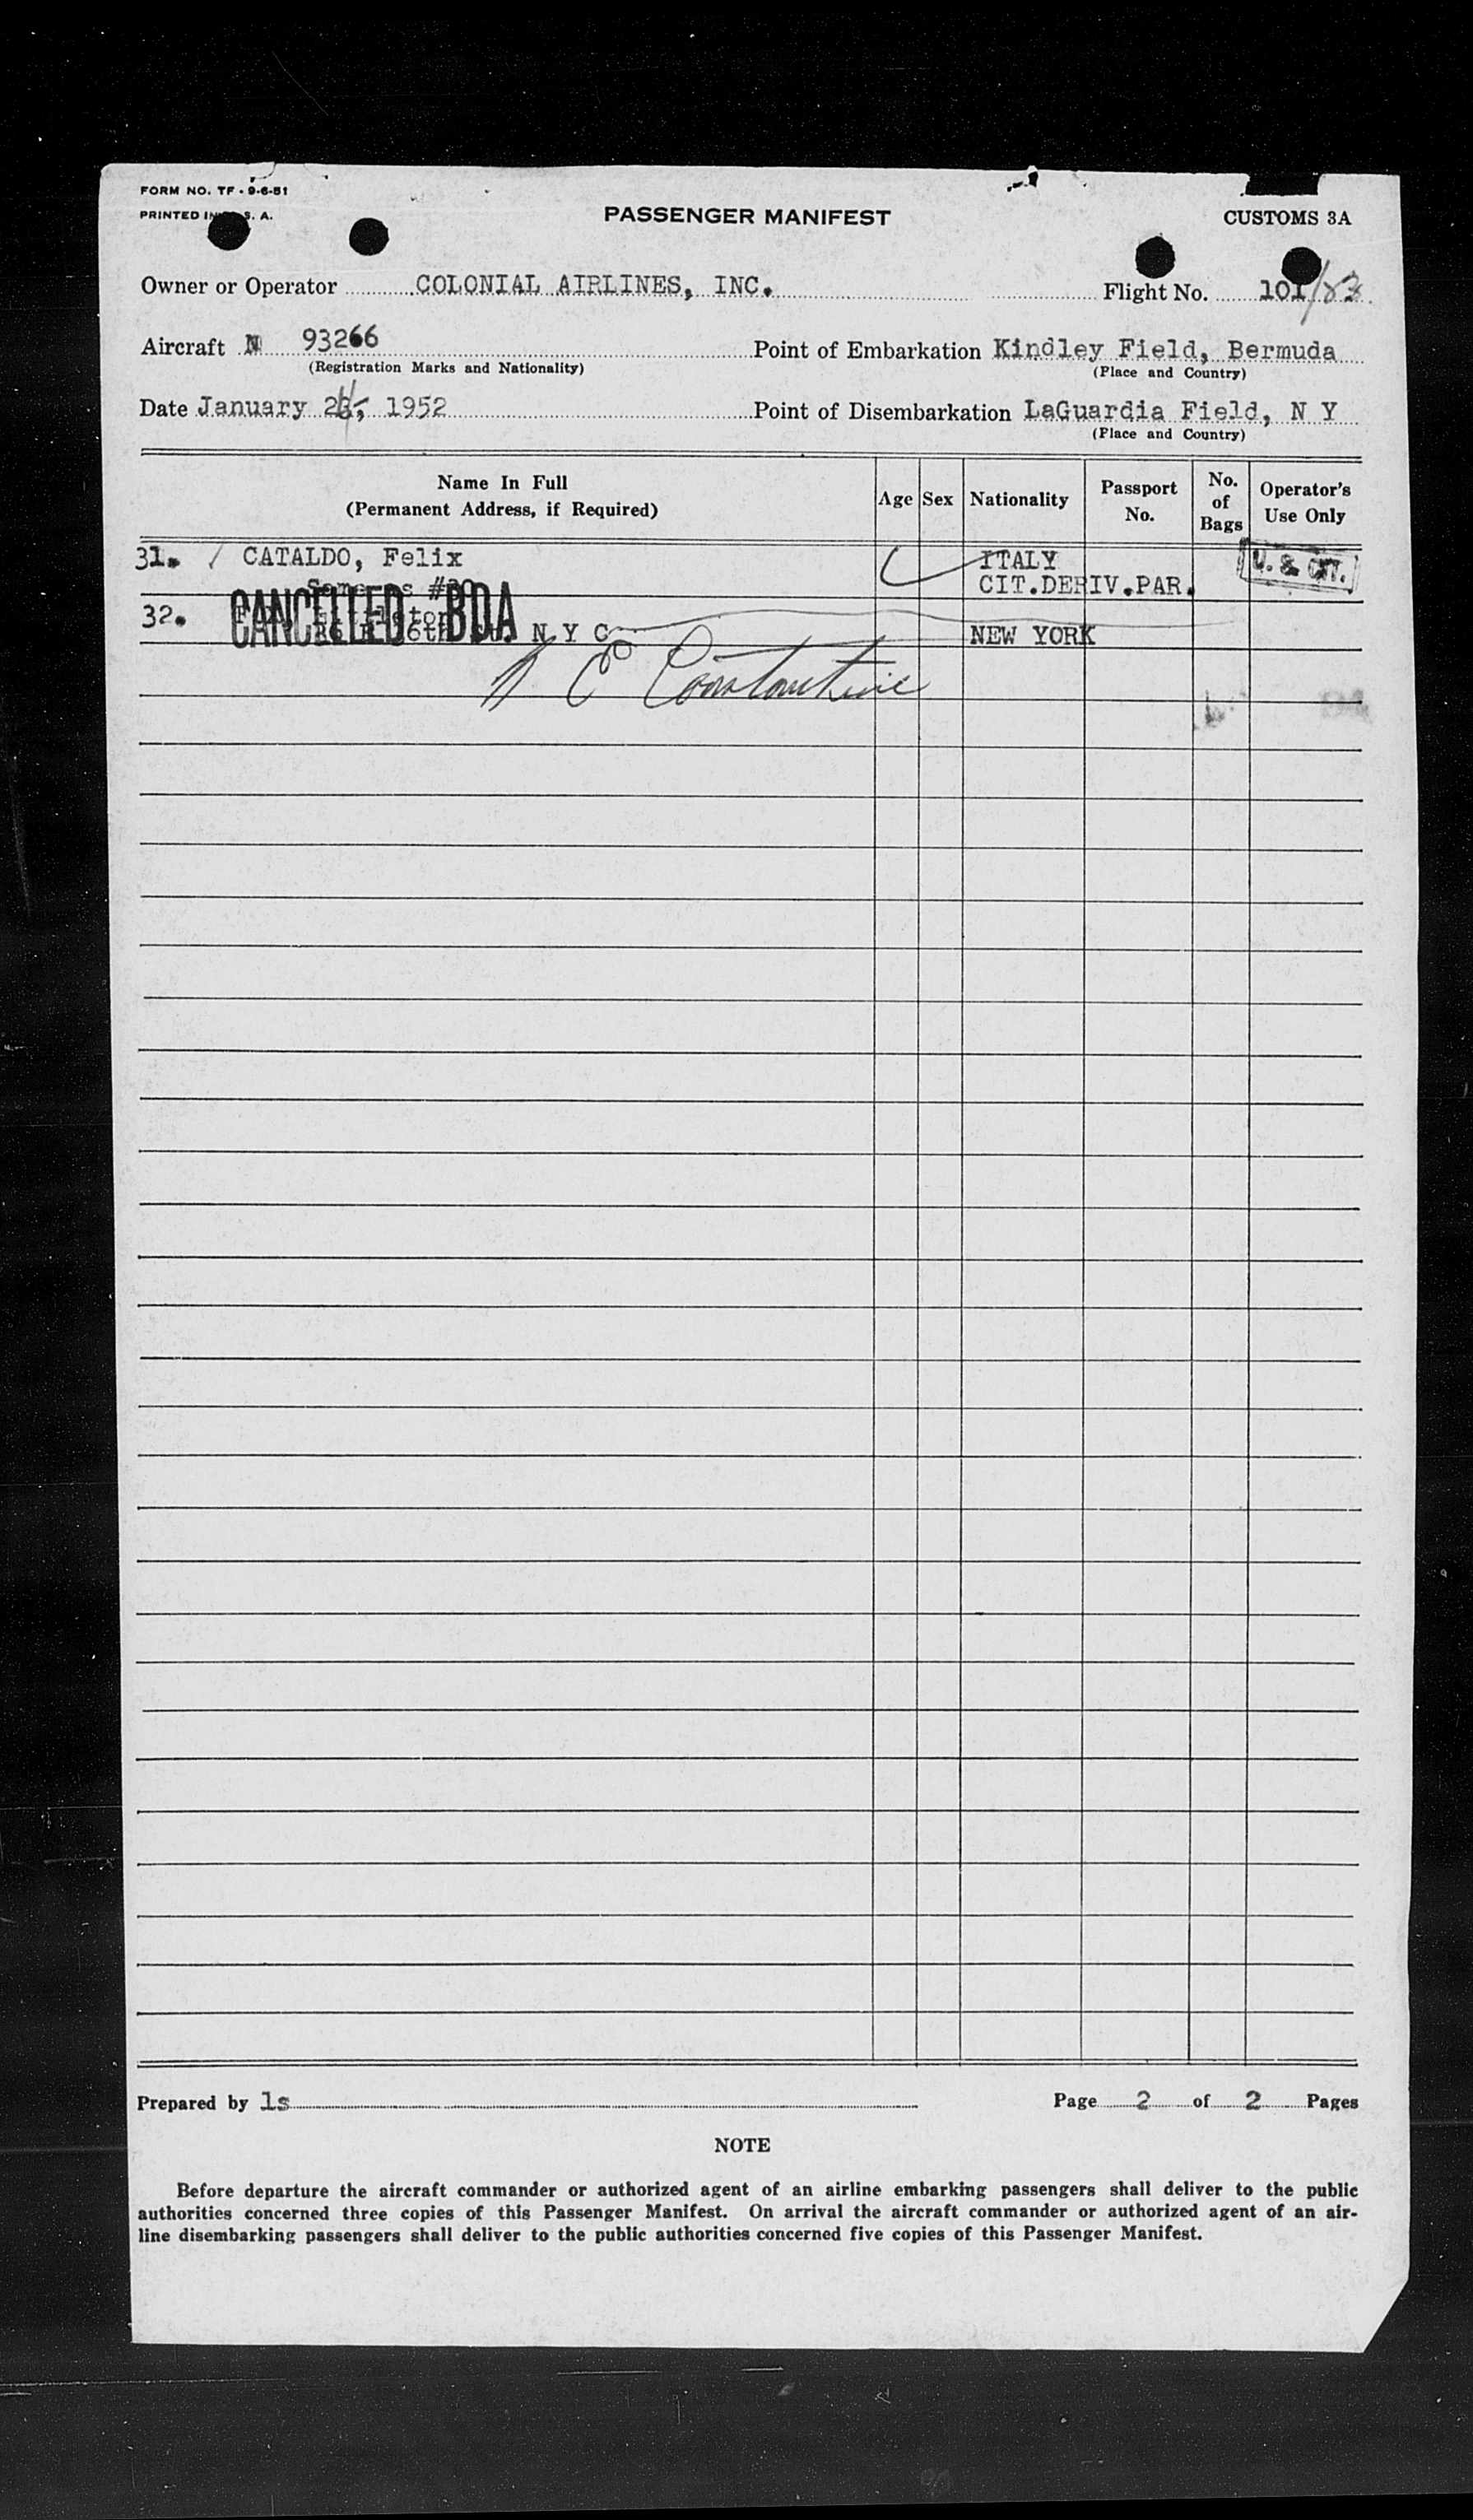 FORM NO. TF - 9-6-51
PRINTED IN U. S. A.
PASSENGER MANIFEST
CUSTOMS 3A
Owner or Operator COLONIAL AIRLINES, INC. Flight No. 101/
Aircraft N 93266 Point of Embarkation Kindley Field, Bermuda
(Registration Marks and Nationality) (Place and Country)
Date January 24, 1952 Point of Disembarkation LaGuardia Field, N Y
(Place and Country)
Name In Full (Permanent Address, if Required) Age Sex Nationality Passport No. No. of Bags Operator's Use Only
31. / CATALDO, Felix ITALY U. S. CIT.
Same as # CIT.DERIV.PAR.
32. CANCELLED BDA
N Y C NEW YORK
Constantine
Prepared by ls Page 2 of 2 Pages
NOTE
Before departure the aircraft commander or authorized agent of an airline embarking passengers shall deliver to the public
authorities concerned three copies of this Passenger Manifest. On arrival the aircraft commander or authorized agent of an air-
line disembarking passengers shall deliver to the public authorities concerned five copies of this Passenger Manifest.